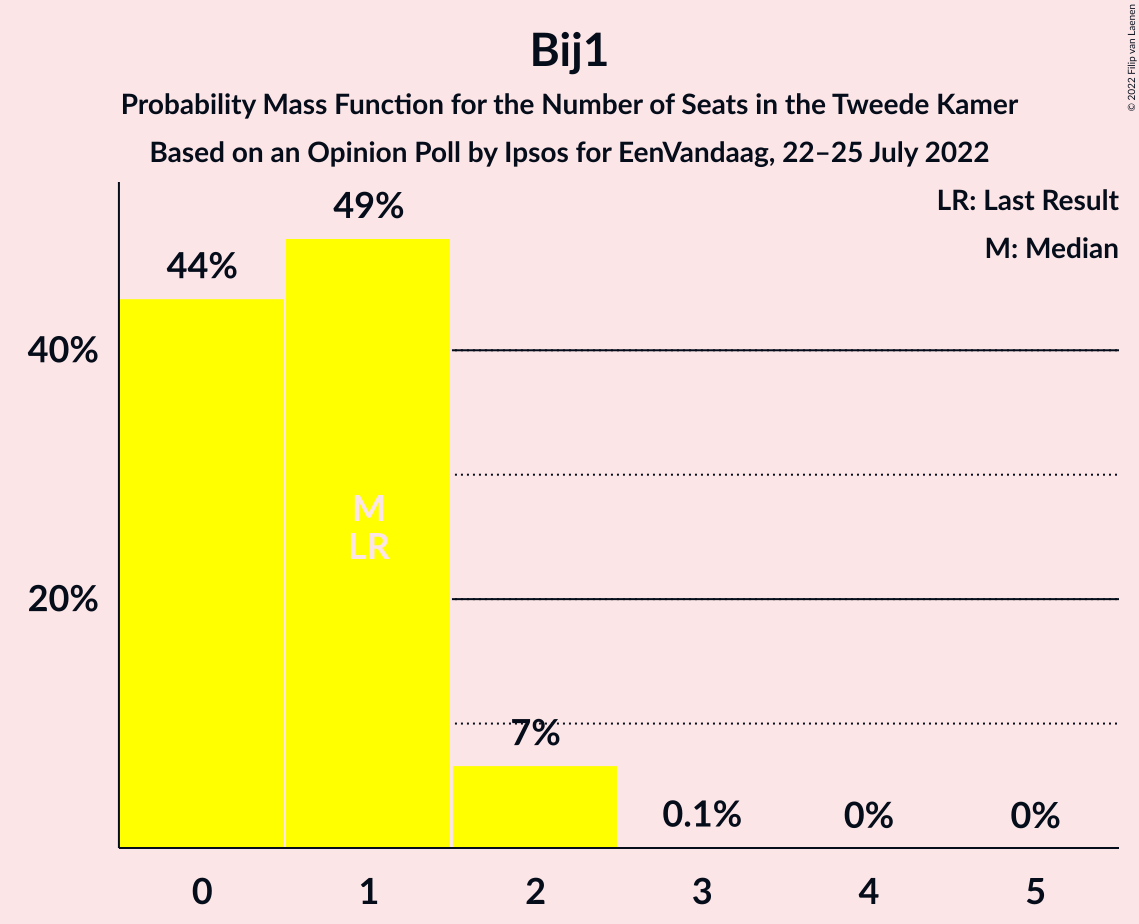 Bij1
Probability Mass Function for the Number of Seats in the Tweede Kamer
Based on an Opinion Poll by Ipsos for EenVandaag, 22–25 July 2022
© 2022 Filip van Laenen
LR: Last Result
M: Median
49%
44%
40%
M
LR
20%
7%
0.1%
0%
0%
0 1 2 3 4 5